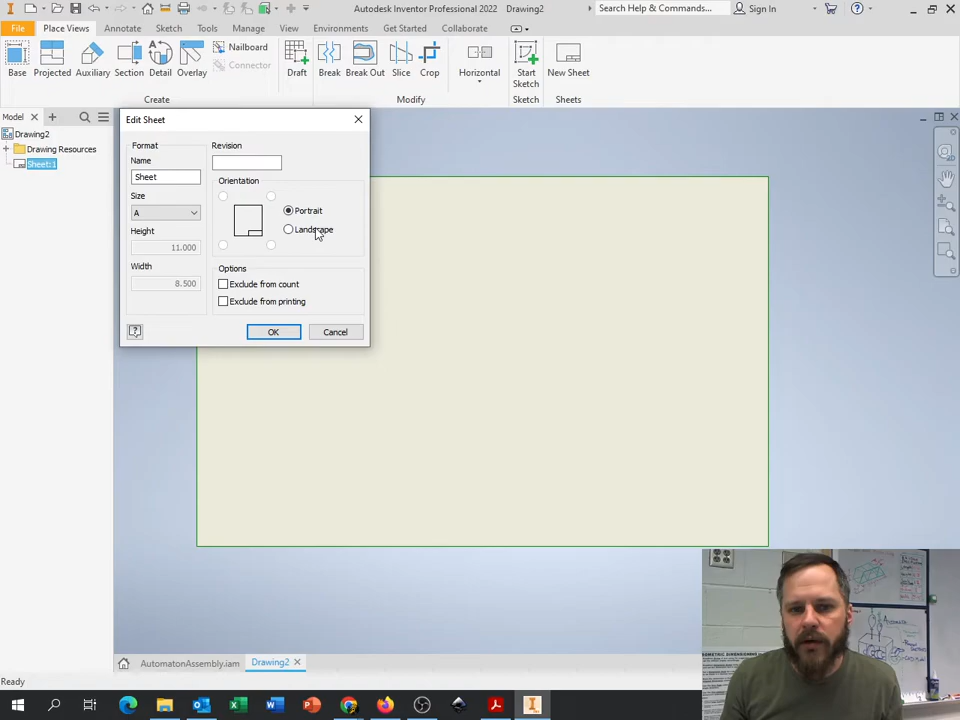 Autodesk Inventor Professional 2022 Drawing2
Search Help & Commands...
Sign In
File Place Views Annotate Sketch Tools Manage View Environments Get Started Collaborate
Base Projected Auxiliary Section Detail Overlay
Nailboard
Connector
Draft Break Break Out Slice Crop Horizontal
Start Sketch
New Sheet
Create Modify Sketch Sheets
Model
Drawing2
Drawing Resources
Sheet:1
Edit Sheet
Format
Name
Sheet
Size
A
Height
11.000
Width
8.500
Revision
Orientation
Portrait
Landscape
Options
Exclude from count
Exclude from printing
OK Cancel
AutomatonAssembly.iam Drawing2
Ready